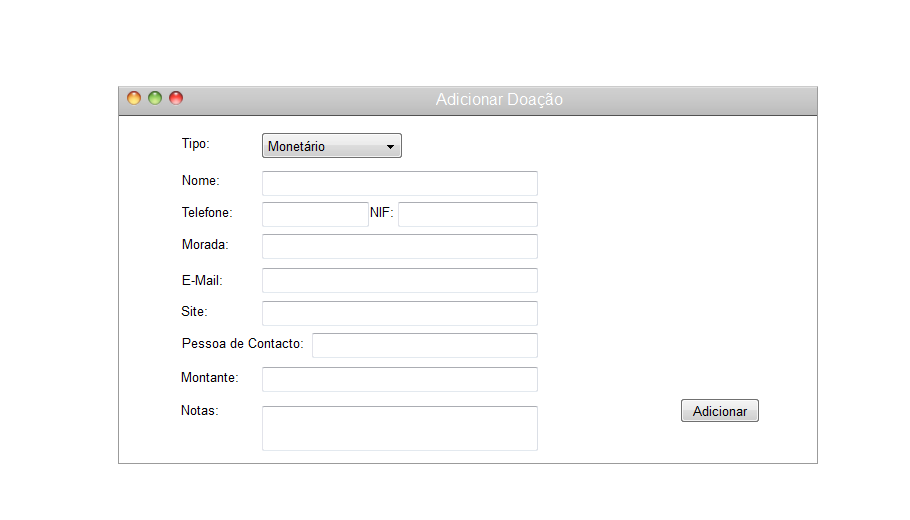 Adicionar Doação
Tipo: Monetário
Nome:
Telefone: NIF:
Morada:
E-Mail:
Site:
Pessoa de Contacto:
Montante:
Notas:
Adicionar